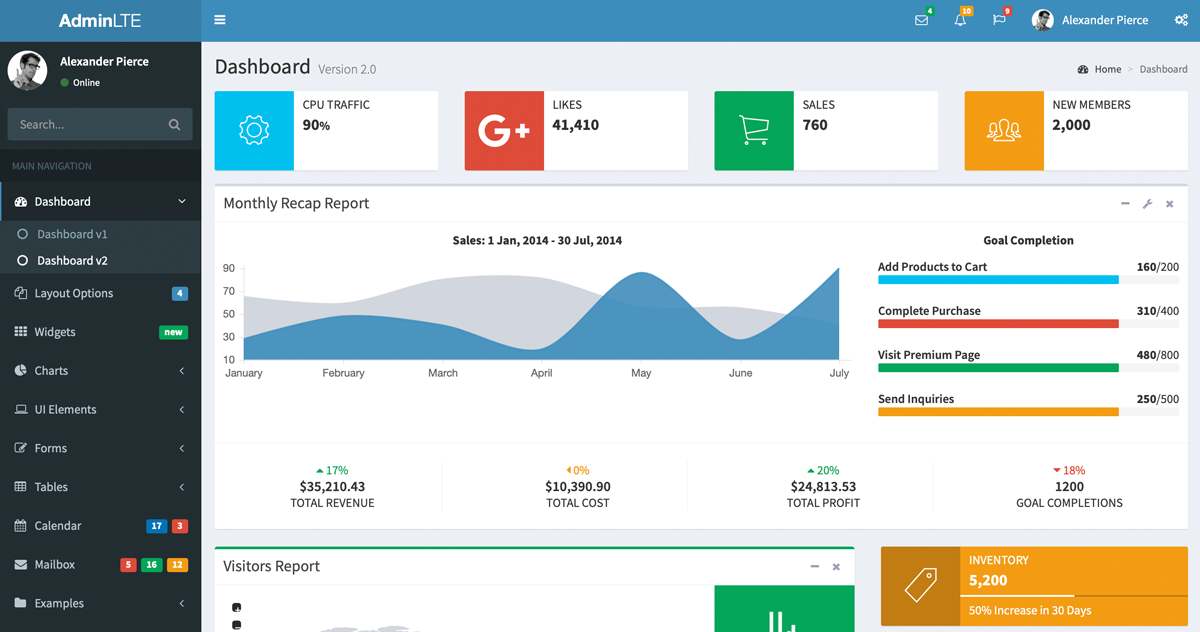 AdminLTE
4
10
9
Alexander Pierce
Alexander Pierce
Online
Search...
MAIN NAVIGATION
Dashboard
Dashboard v1
Dashboard v2
Layout Options 4
Widgets new
Charts
UI Elements
Forms
Tables
Calendar 17 3
Mailbox 5 16 12
Examples
Dashboard Version 2.0
Home > Dashboard
CPU TRAFFIC
90%
G+
LIKES
41,410
SALES
760
NEW MEMBERS
2,000
Monthly Recap Report
Sales: 1 Jan, 2014 - 30 Jul, 2014
90
70
50
30
10
January February March April May June July
Goal Completion
Add Products to Cart 160/200
Complete Purchase 310/400
Visit Premium Page 480/800
Send Inquiries 250/500
17%
$35,210.43
TOTAL REVENUE
0%
$10,390.90
TOTAL COST
20%
$24,813.53
TOTAL PROFIT
18%
1200
GOAL COMPLETIONS
Visitors Report
INVENTORY
5,200
50% Increase in 30 Days